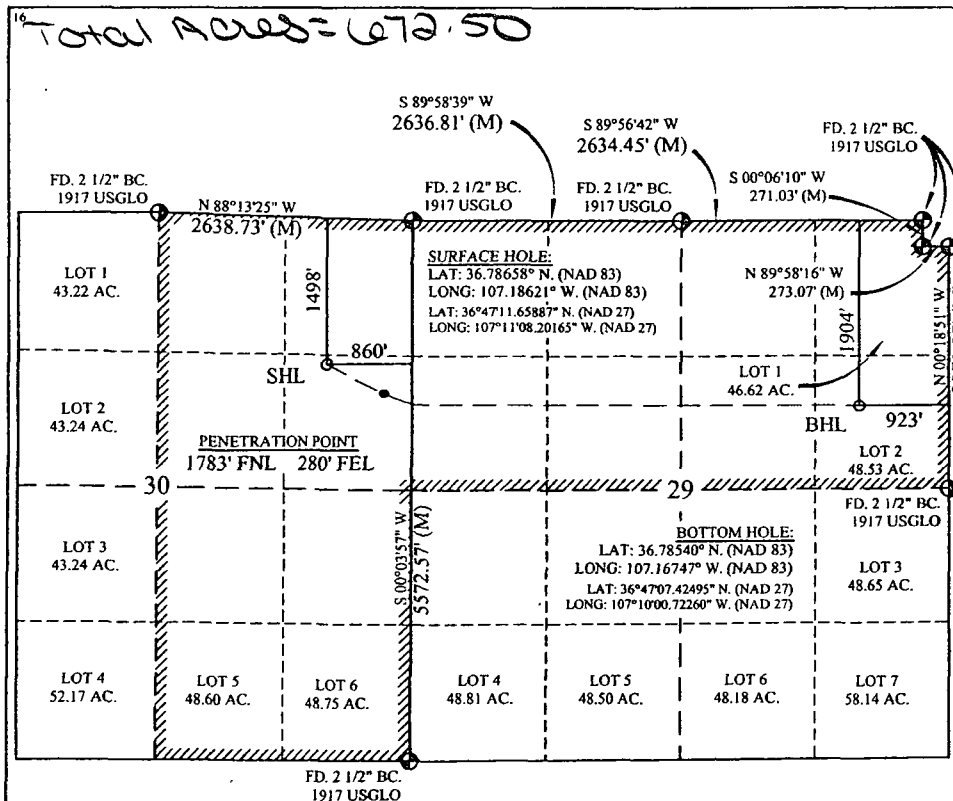 16
Total Acres=672.50
S 89°58'39" W
2636.81' (M)
S 89°56'42" W
2634.45' (M)
FD. 2 1/2" BC.
1917 USGLO
S 00°06'10" W
271.03' (M)
FD. 2 1/2" BC.
1917 USGLO
N 88°13'25" W
2638.73' (M)
FD. 2 1/2" BC.
1917 USGLO
FD. 2 1/2" BC.
1917 USGLO
LOT 1
43.22 AC.
1498'
SURFACE HOLE:
LAT: 36.78658° N. (NAD 83)
LONG: 107.18621° W. (NAD 83)
LAT: 36°47'11.65887" N. (NAD 27)
LONG: 107°11'08.20165" W. (NAD 27)
N 89°58'16" W
273.07' (M)
1904'
N 00°18'51" W
860'
SHL
LOT 1
46.62 AC.
LOT 2
43.24 AC.
BHL
923'
PENETRATION POINT
1783' FNL 280' FEL
LOT 2
48.53 AC.
30
29
FD. 2 1/2" BC.
1917 USGLO
S 00°03'57" W
5572.57' (M)
LOT 3
43.24 AC.
BOTTOM HOLE:
LAT: 36.78540° N. (NAD 83)
LONG: 107.16747° W. (NAD 83)
LAT: 36°47'07.42495" N. (NAD 27)
LONG: 107°10'00.72260" W. (NAD 27)
LOT 3
48.65 AC.
LOT 4
52.17 AC.
LOT 5
48.60 AC.
LOT 6
48.75 AC.
LOT 4
48.81 AC.
LOT 5
48.50 AC.
LOT 6
48.18 AC.
LOT 7
58.14 AC.
FD. 2 1/2" BC.
1917 USGLO